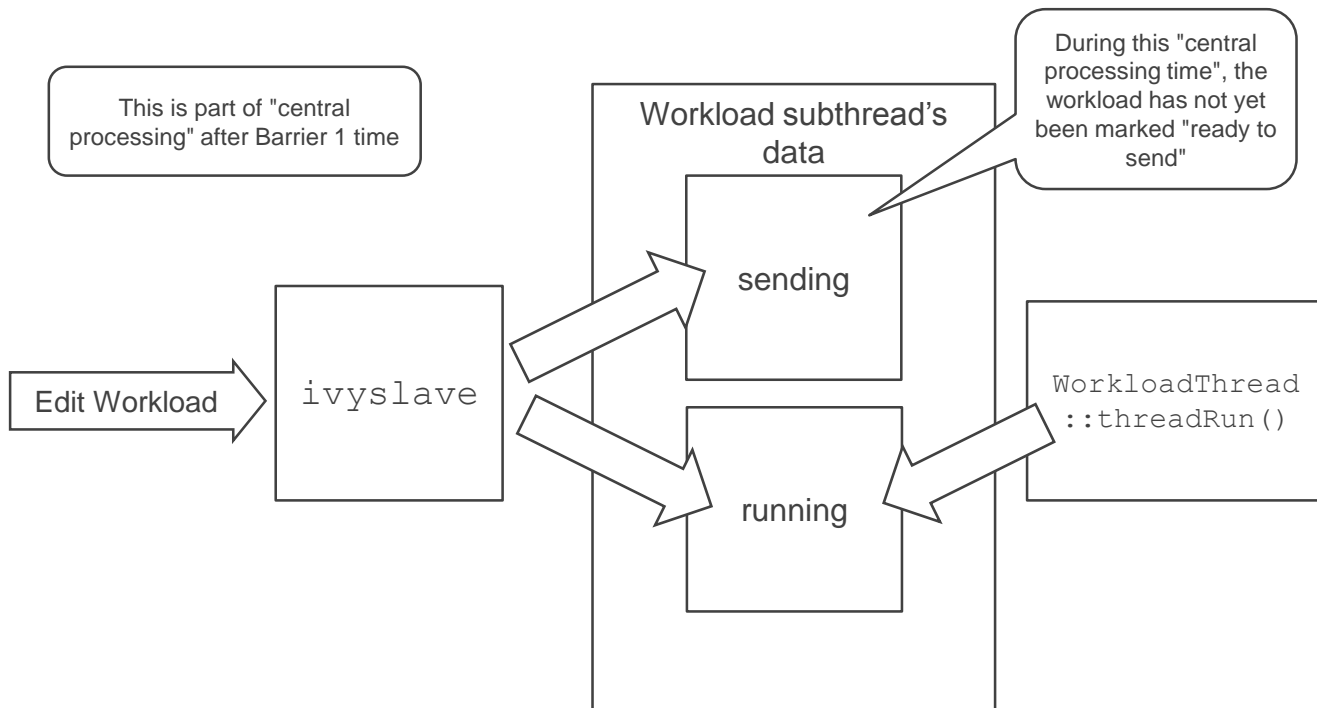 This is part of "central
processing" after Barrier 1 time
During this "central
processing time", the
workload has not yet
been marked "ready to
send"
Workload subthread’s
data
sending
Edit Workload
ivyslave
WorkloadThread
::threadRun()
running